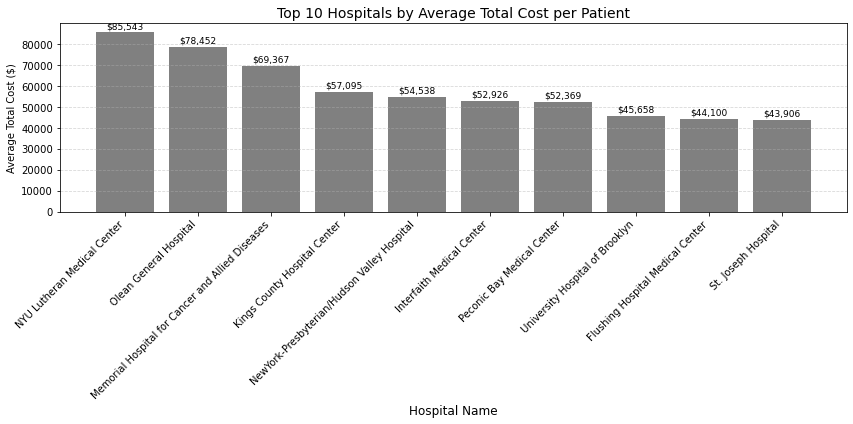 Top 10 Hospitals by Average Total Cost per Patient
Average Total Cost ($)
80000
70000
60000
50000
40000
30000
20000
10000
0
$85,543
$78,452
$69,367
$57,095
$54,538
$52,926
$52,369
$45,658
$44,100
$43,906
NYU Lutheran Medical Center
Olean General Hospital
Memorial Hospital for Cancer and Allied Diseases
Kings County Hospital Center
NewYork-Presbyterian/Hudson Valley Hospital
Interfaith Medical Center
Peconic Bay Medical Center
University Hospital of Brooklyn
Flushing Hospital Medical Center
St. Joseph Hospital
Hospital Name